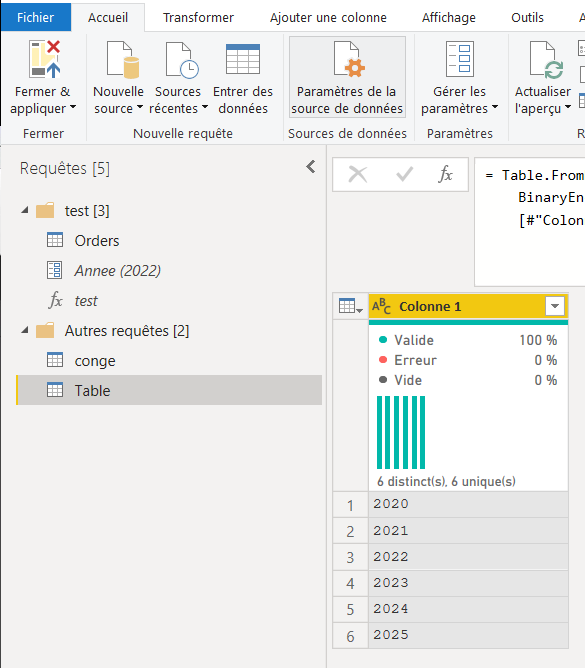 Fichier Accueil Transformer Ajouter une colonne Affichage Outils A
Fermer & appliquer
Nouvelle source
Sources récentes
Entrer des données
Paramètres de la source de données
Gérer les paramètres
Actualiser l'aperçu
Fermer Nouvelle requête Sources de données Paramètres R
Requêtes [5]
test [3]
Orders
Annee (2022)
fx test
Autres requêtes [2]
conge
Table
fx
= Table.From
BinaryEn
[#"Colon
ABC Colonne 1
Valide 100 %
Erreur 0 %
Vide 0 %
6 distinct(s), 6 unique(s)
1 2020
2 2021
3 2022
4 2023
5 2024
6 2025